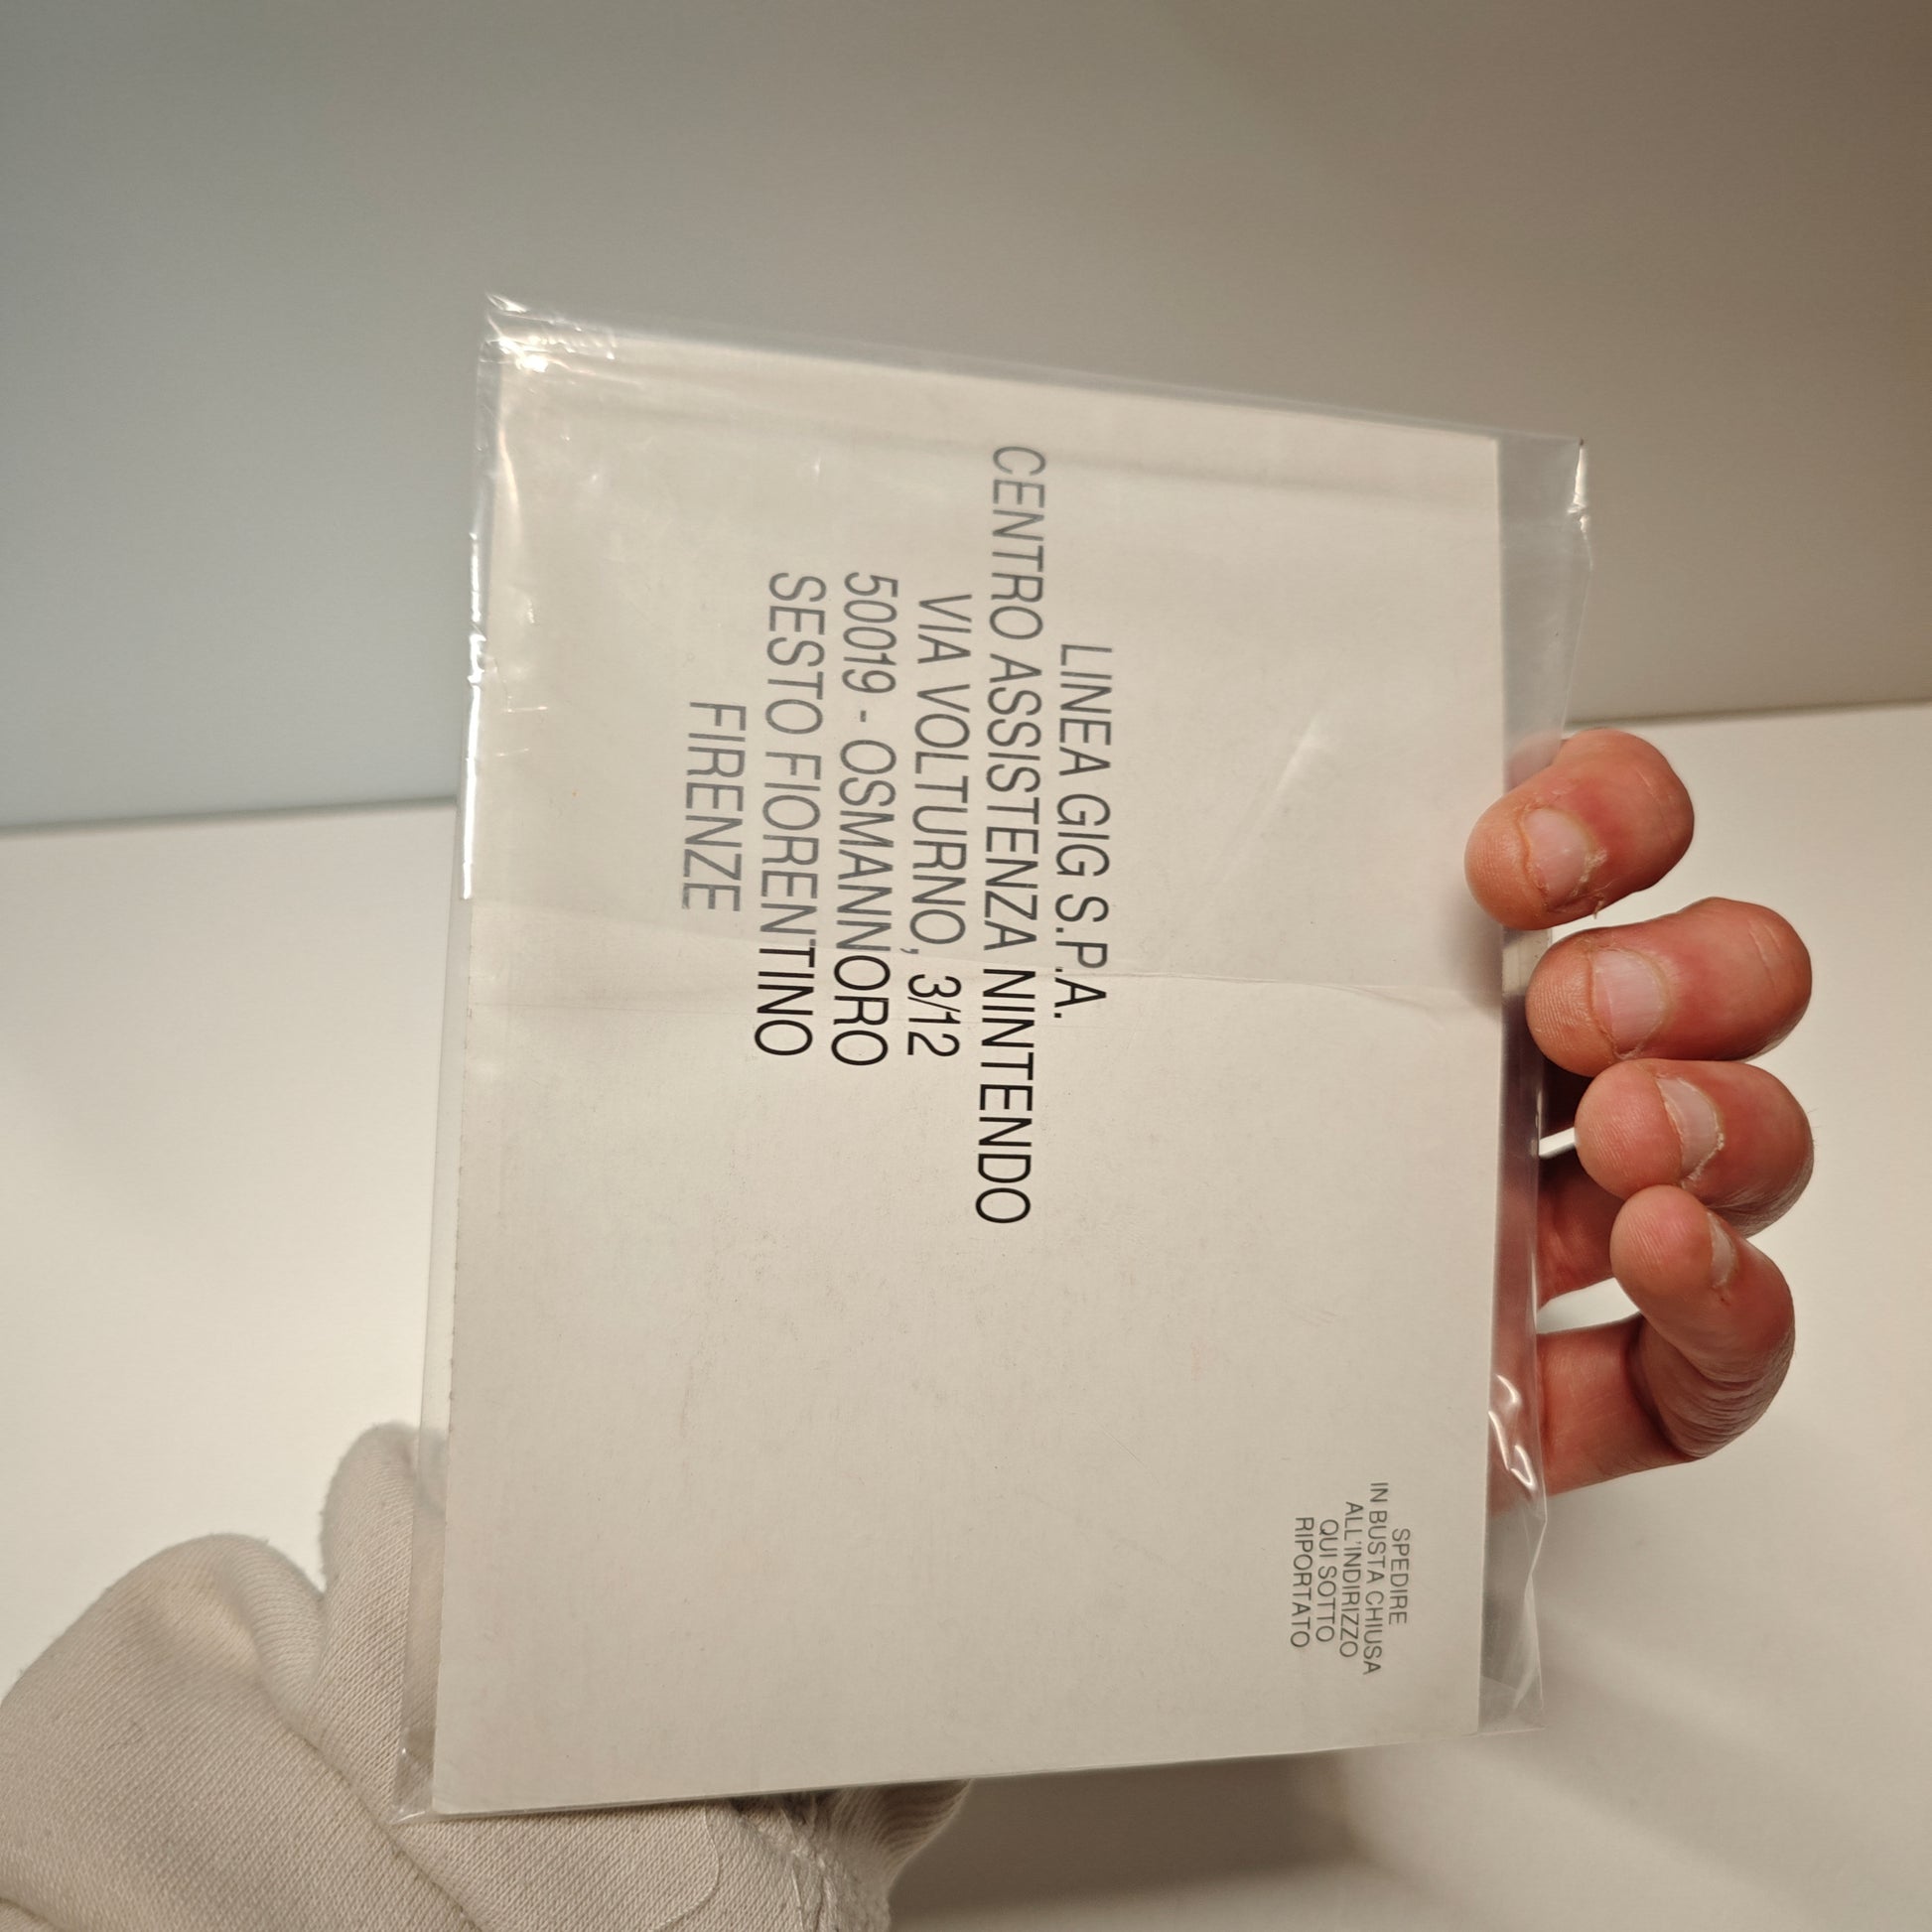 SPEDIRE
IN BUSTA CHIUSA
ALL'INDIRIZZO
QUI SOTTO
RIPORTATO
LINEA GIG S.P.A.
CENTRO ASSISTENZA NINTENDO
VIA VOLTURNO, 3/12
50019 - OSMANNORO
SESTO FIORENTINO
FIRENZE